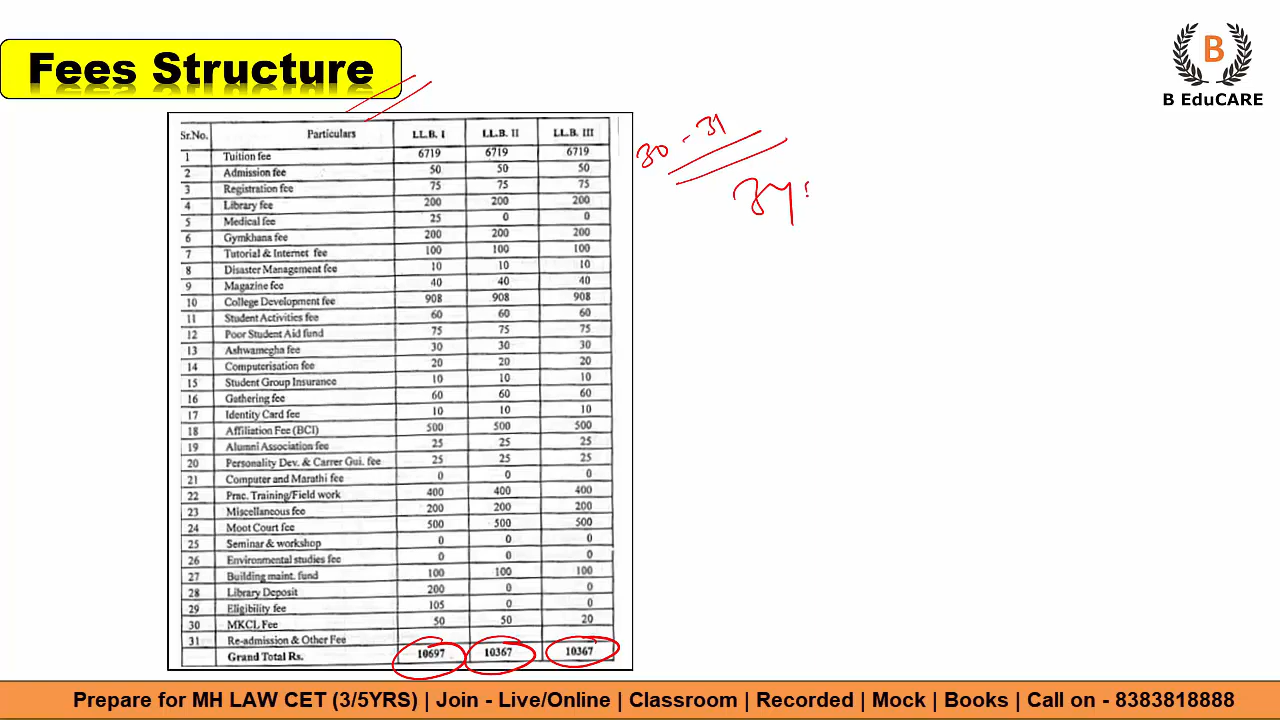 Fees Structure
B
B EduCARE
Sr.No. Particulars LL.B. I LL.B. II LL.B. III
1 Tuition fee 6719 6719 6719
2 Admission fee 50 50 50
3 Registration fee 75 75 75
4 Library fee 200 200 200
5 Medical fee 25 0 0
6 Gymkhana fee 200 200 200
7 Tutorial & Internet fee 100 100 100
8 Disaster Management fee 10 10 10
9 Magazine fee 40 40 40
10 College Development fee 908 908 908
11 Student Activities fee 60 60 60
12 Poor Student Aid fund 75 75 75
13 Ashwamegha fee 30 30 30
14 Computerisation fee 20 20 20
15 Student Group Insurance 10 10 10
16 Gathering fee 60 60 60
17 Identity Card fee 10 10 10
18 Affiliation Fee (BCI) 500 500 500
19 Alumni Association fee 25 25 25
20 Personality Dev. & Carrer Gui. fee 25 25 25
21 Computer and Marathi fee 0 0 0
22 Prac. Training/Field work 400 400 400
23 Miscellaneous fee 200 200 200
24 Moot Court fee 500 500 500
25 Seminar & workshop 0 0 0
26 Environmental studies fee 0 0 0
27 Building maint. fund 100 100 100
28 Library Deposit 200 0 0
29 Eligibility fee 105 0 0
30 MKCL Fee 50 50 20
31 Re-admission & Other Fee
Grand Total Rs. 10697 10367 10367
30 - 31
3y
Prepare for MH LAW CET (3/5YRS) | Join - Live/Online | Classroom | Recorded | Mock | Books | Call on - 8383818888